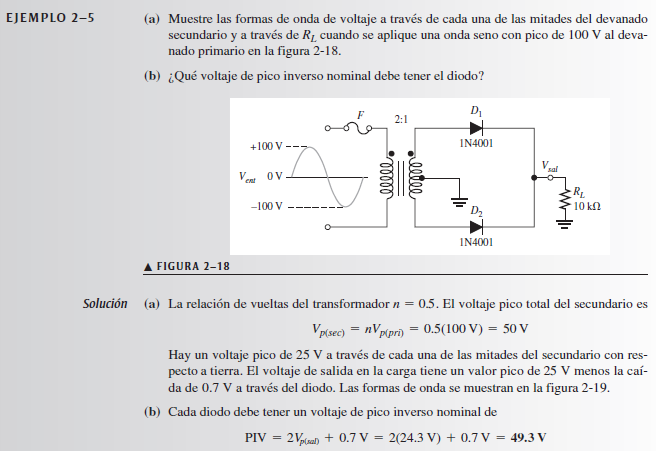 EJEMPLO 2–5
(a) Muestre las formas de onda de voltaje a través de cada una de las mitades del devanado
secundario y a través de R_L cuando se aplique una onda seno con pico de 100 V al deva-
nado primario en la figura 2-18.
(b) ¿Qué voltaje de pico inverso nominal debe tener el diodo?
F
2:1
D1
1N4001
+100 V
Vent 0 V
–100 V
Vsal
RL
10 kΩ
D2
1N4001
▲ FIGURA 2–18
Solución (a) La relación de vueltas del transformador n = 0.5. El voltaje pico total del secundario es
Vp(sec) = nVp(pri) = 0.5(100 V) = 50 V
Hay un voltaje pico de 25 V a través de cada una de las mitades del secundario con res-
pecto a tierra. El voltaje de salida en la carga tiene un valor pico de 25 V menos la caí-
da de 0.7 V a través del diodo. Las formas de onda se muestran en la figura 2-19.
(b) Cada diodo debe tener un voltaje de pico inverso nominal de
PIV = 2Vp(sal) + 0.7 V = 2(24.3 V) + 0.7 V = 49.3 V